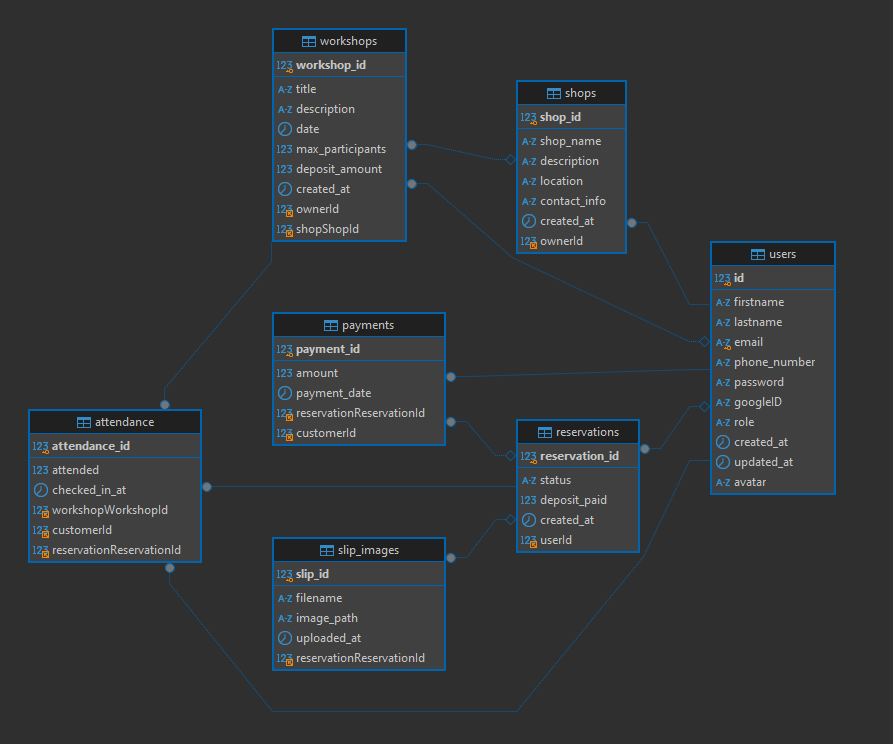 workshops
123 workshop_id
A-Z title
A-Z description
date
123 max_participants
123 deposit_amount
created_at
123 ownerId
123 shopShopId
shops
123 shop_id
A-Z shop_name
A-Z description
A-Z location
A-Z contact_info
created_at
123 ownerId
users
123 id
A-Z firstname
A-Z lastname
A-Z email
A-Z phone_number
A-Z password
A-Z googleID
A-Z role
created_at
updated_at
A-Z avatar
payments
123 payment_id
123 amount
payment_date
123 reservationReservationId
123 customerId
attendance
123 attendance_id
123 attended
checked_in_at
123 workshopWorkshopId
123 customerId
123 reservationReservationId
reservations
123 reservation_id
A-Z status
123 deposit_paid
created_at
123 userId
slip_images
123 slip_id
A-Z filename
A-Z image_path
uploaded_at
123 reservationReservationId